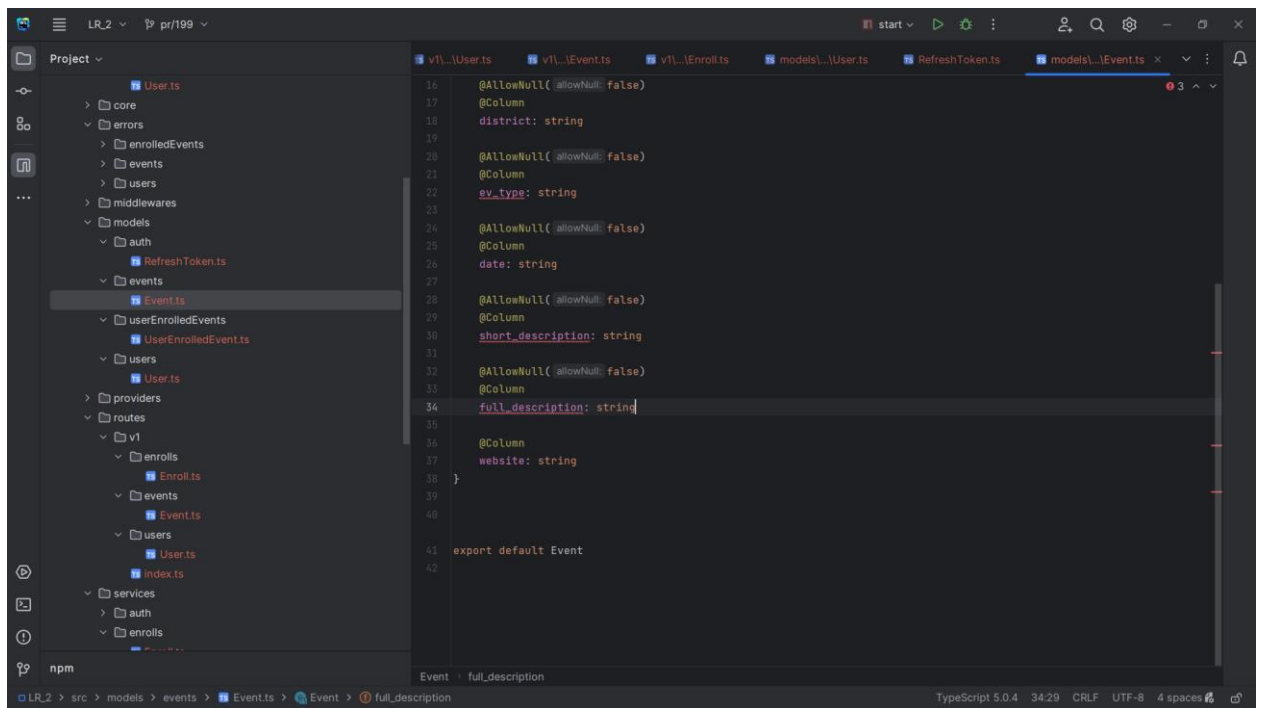 LR_2 pr/199 start
Project
v1\...\User.ts v1\...\Event.ts v1\...\Enroll.ts models\...\User.ts RefreshToken.ts models\...\Event.ts
User.ts
core
errors
enrolledEvents
events
users
middlewares
models
auth
RefreshToken.ts
events
Event.ts
userEnrolledEvents
UserEnrolledEvent.ts
users
User.ts
providers
routes
v1
enrolls
Enroll.ts
events
Event.ts
users
User.ts
index.ts
services
auth
enrolls
npm
3
16 @AllowNull( allowNull: false)
17 @Column
18 district: string
19
20 @AllowNull( allowNull: false)
21 @Column
22 ev_type: string
23
24 @AllowNull( allowNull: false)
25 @Column
26 date: string
27
28 @AllowNull( allowNull: false)
29 @Column
30 short_description: string
31
32 @AllowNull( allowNull: false)
33 @Column
34 full_description: string
35
36 @Column
37 website: string
38 }
39
40
41 export default Event
42
Event full_description
LR_2 > src > models > events > Event.ts > Event > full_description TypeScript 5.0.4 34:29 CRLF UTF-8 4 spaces